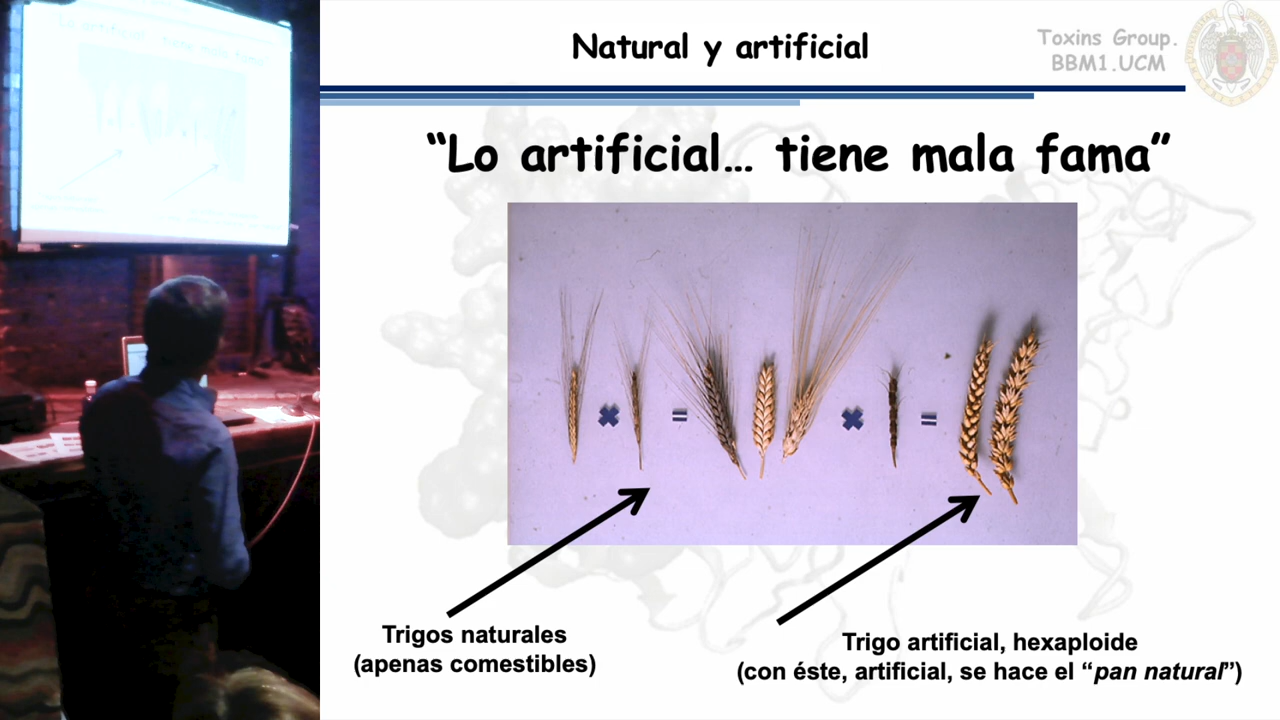 Natural y artificial
Toxins Group.
BBM1.UCM
“Lo artificial... tiene mala fama”
Trigos naturales
(apenas comestibles)
Trigo artificial, hexaploide
(con éste, artificial, se hace el “pan natural”)